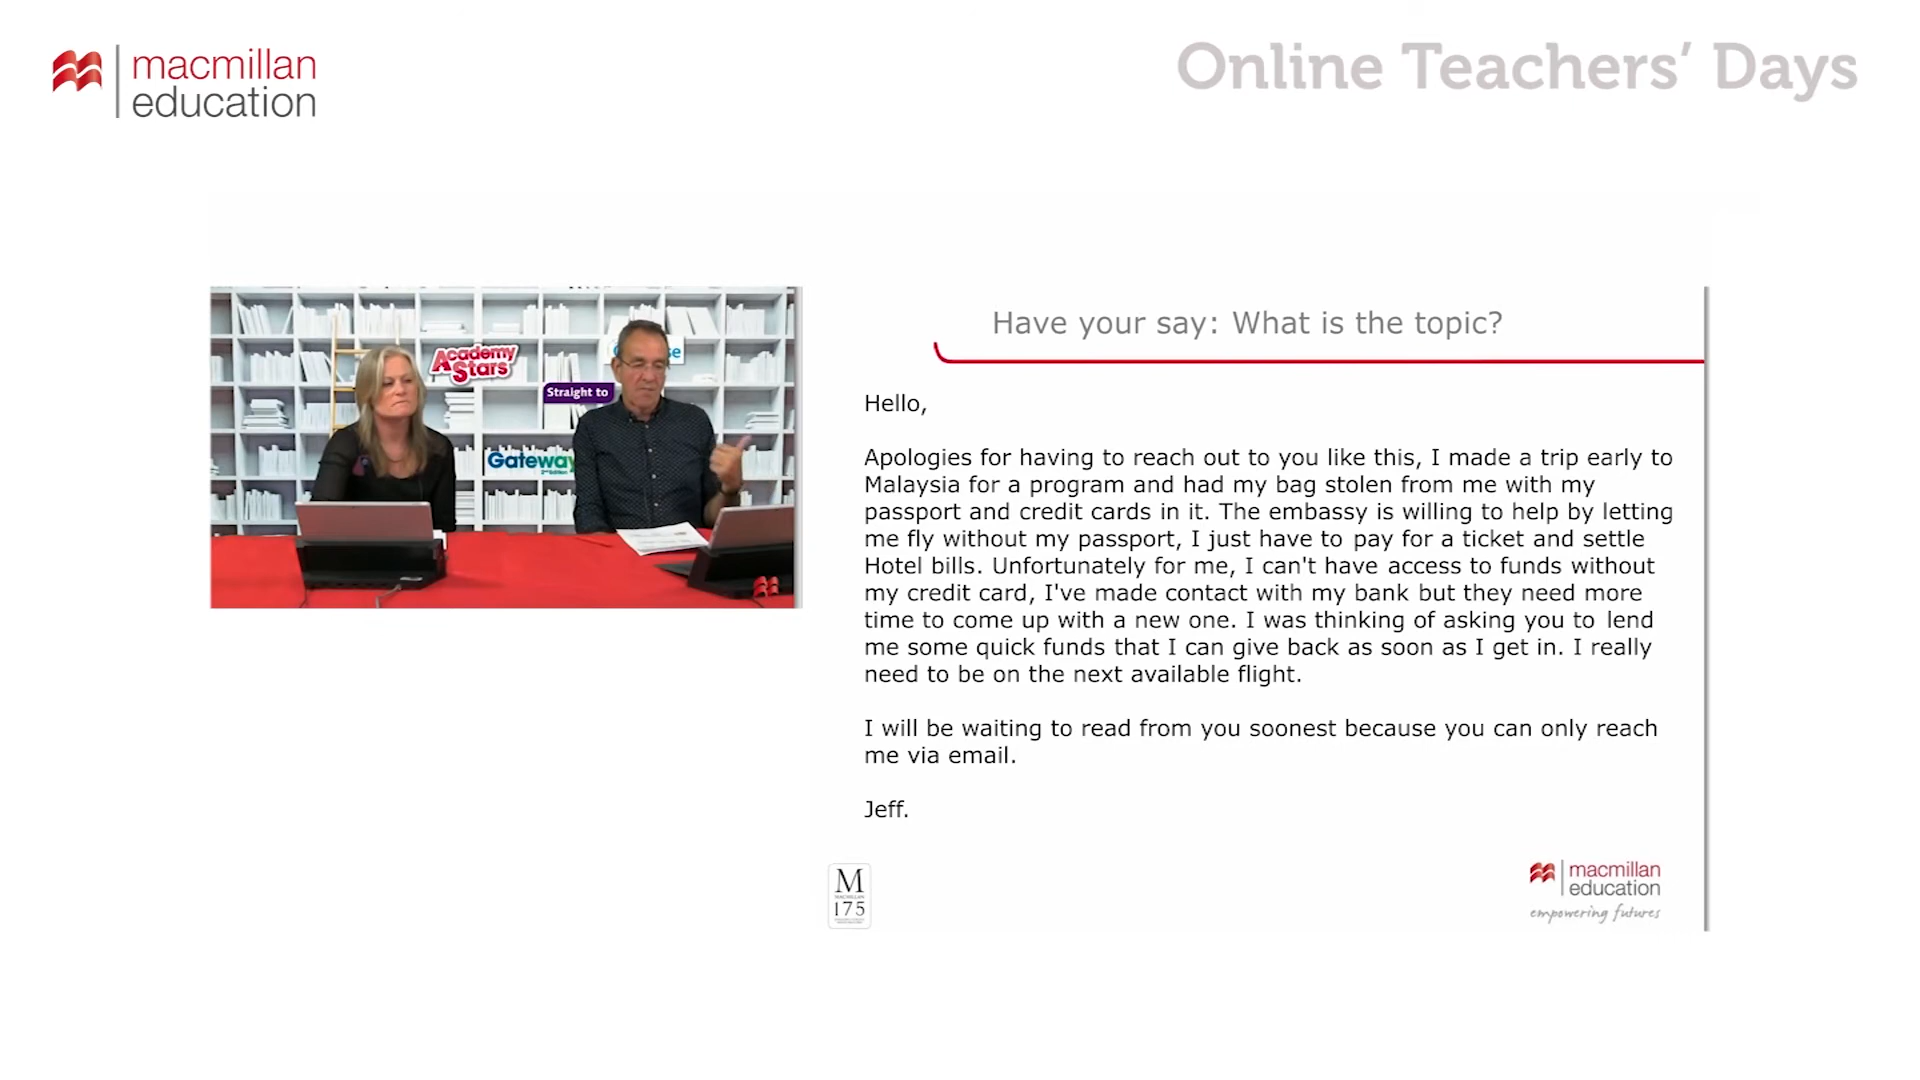 macmillan
education
Online Teachers’ Days
Academy
Stars
Straight to
Gateway
2nd Edition
Have your say: What is the topic?
Hello,
Apologies for having to reach out to you like this, I made a trip early to
Malaysia for a program and had my bag stolen from me with my
passport and credit cards in it. The embassy is willing to help by letting
me fly without my passport, I just have to pay for a ticket and settle
Hotel bills. Unfortunately for me, I can't have access to funds without
my credit card, I've made contact with my bank but they need more
time to come up with a new one. I was thinking of asking you to lend
me some quick funds that I can give back as soon as I get in. I really
need to be on the next available flight.
I will be waiting to read from you soonest because you can only reach
me via email.
Jeff.
M
MACMILLAN
175
macmillan
education
empowering futures